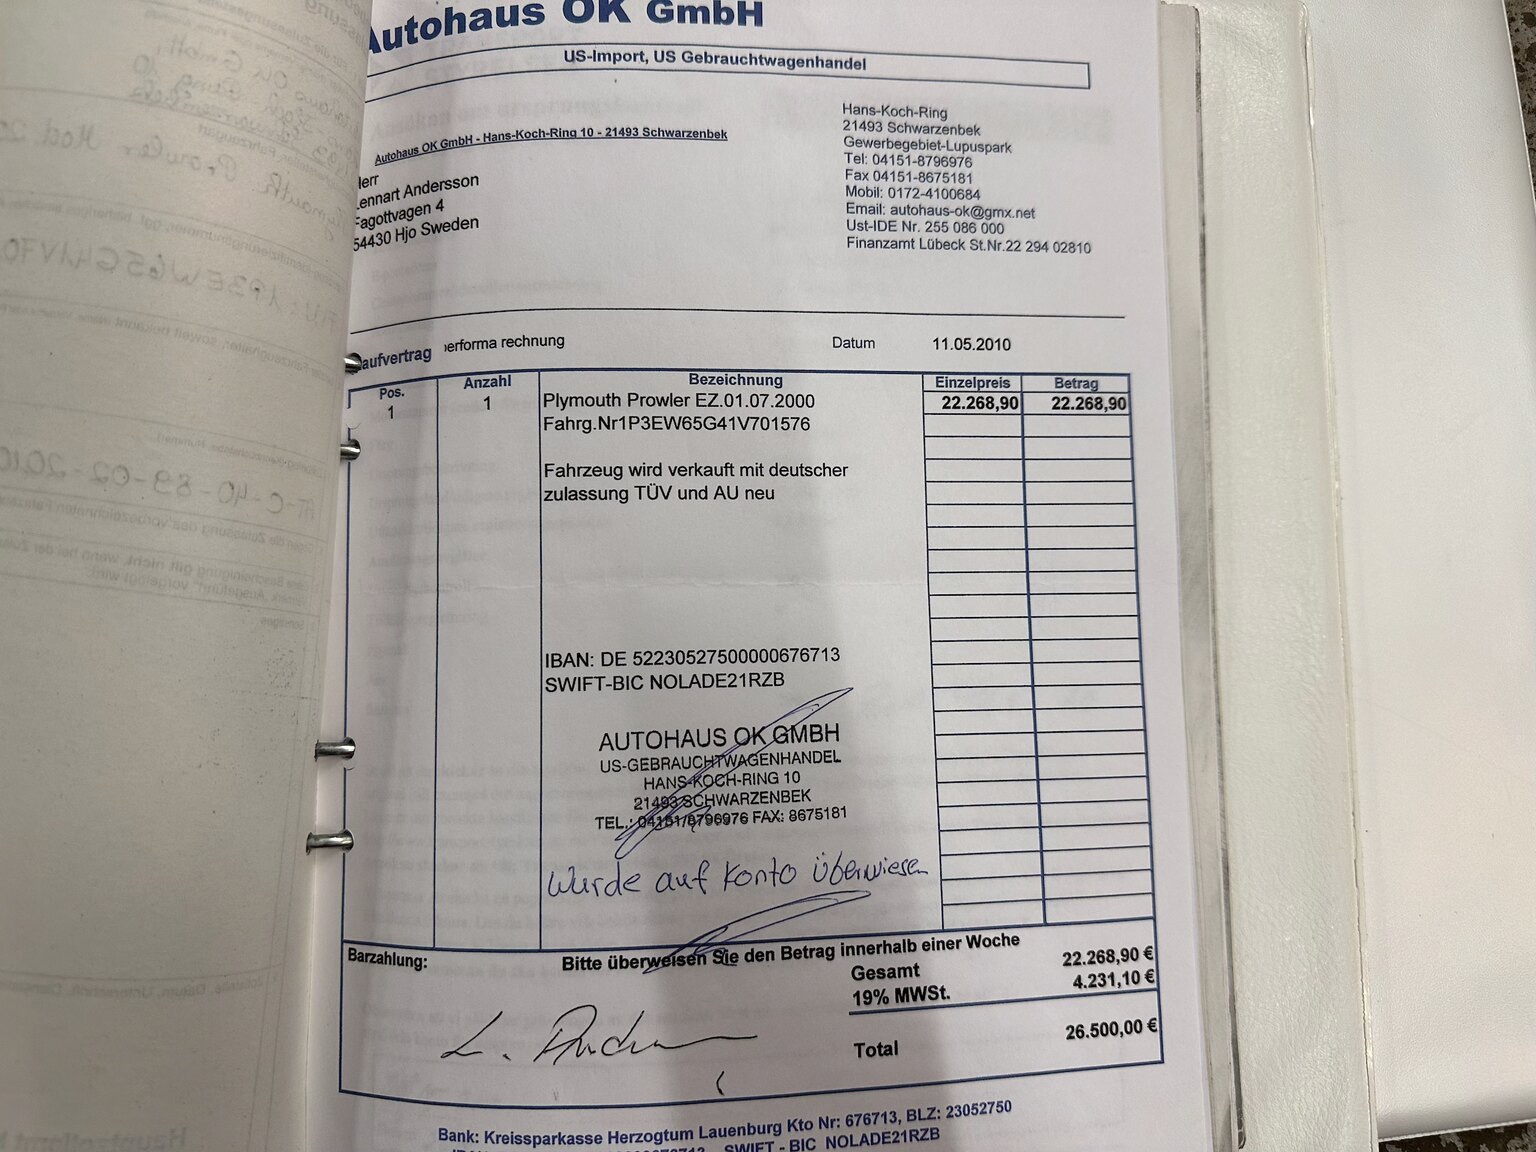 Autohaus OK GmbH
US-Import, US Gebrauchtwagenhandel
Autohaus OK GmbH - Hans-Koch-Ring 10 - 21493 Schwarzenbek
Herr
Lennart Andersson
Fagottvagen 4
54430 Hjo Sweden
Hans-Koch-Ring
21493 Schwarzenbek
Gewerbegebiet-Lupuspark
Tel: 04151-8796976
Fax 04151-8675181
Mobil: 0172-4100684
Email: autohaus-ok@gmx.net
Ust-IDE Nr. 255 086 000
Finanzamt Lübeck St.Nr.22 294 02810
aufvertrag erforma rechnung Datum 11.05.2010
Pos. Anzahl Bezeichnung Einzelpreis Betrag
1 1 Plymouth Prowler EZ.01.07.2000 22.268,90 22.268,90
Fahrg.Nr1P3EW65G41V701576
Fahrzeug wird verkauft mit deutscher
zulassung TÜV und AU neu
IBAN: DE 52230527500000676713
SWIFT-BIC NOLADE21RZB
AUTOHAUS OK GMBH
US-GEBRAUCHTWAGENHANDEL
HANS-KOCH-RING 10
21493 SCHWARZENBEK
TEL.: 04151/8796976 FAX: 8675181
Wurde auf Konto überwiesen
Barzahlung: Bitte überweisen Sie den Betrag innerhalb einer Woche
Gesamt 22.268,90 €
19% MWSt. 4.231,10 €
Total 26.500,00 €
Bank: Kreissparkasse Herzogtum Lauenburg Kto Nr: 676713, BLZ: 23052750
SWIFT - BIC NOLADE21RZB